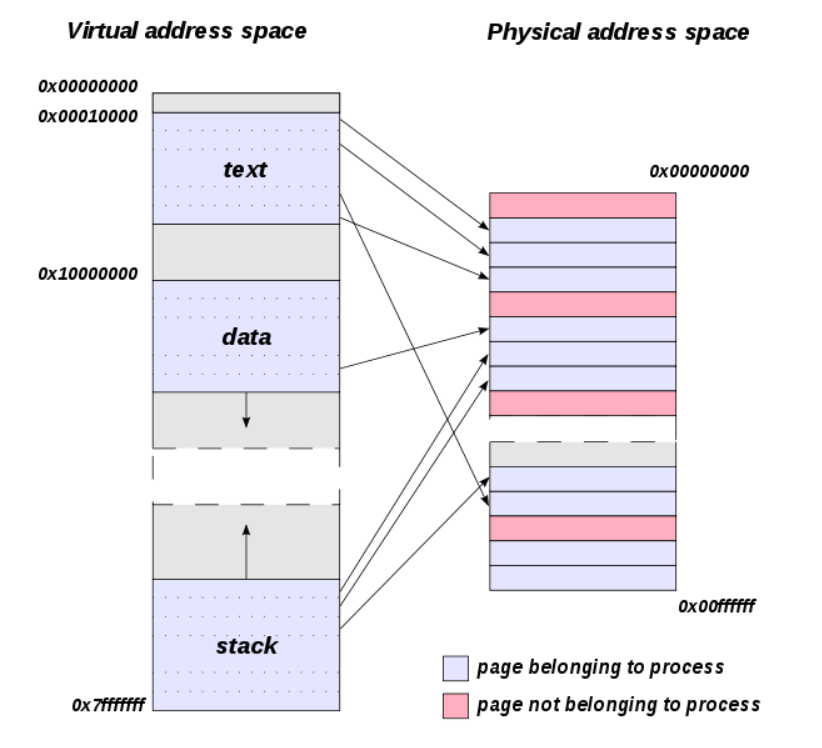 Virtual address space
Physical address space
0x00000000
0x00010000
text
0x00000000
0x10000000
data
stack
0x00ffffff
page belonging to process
0x7fffffff
page not belonging to process